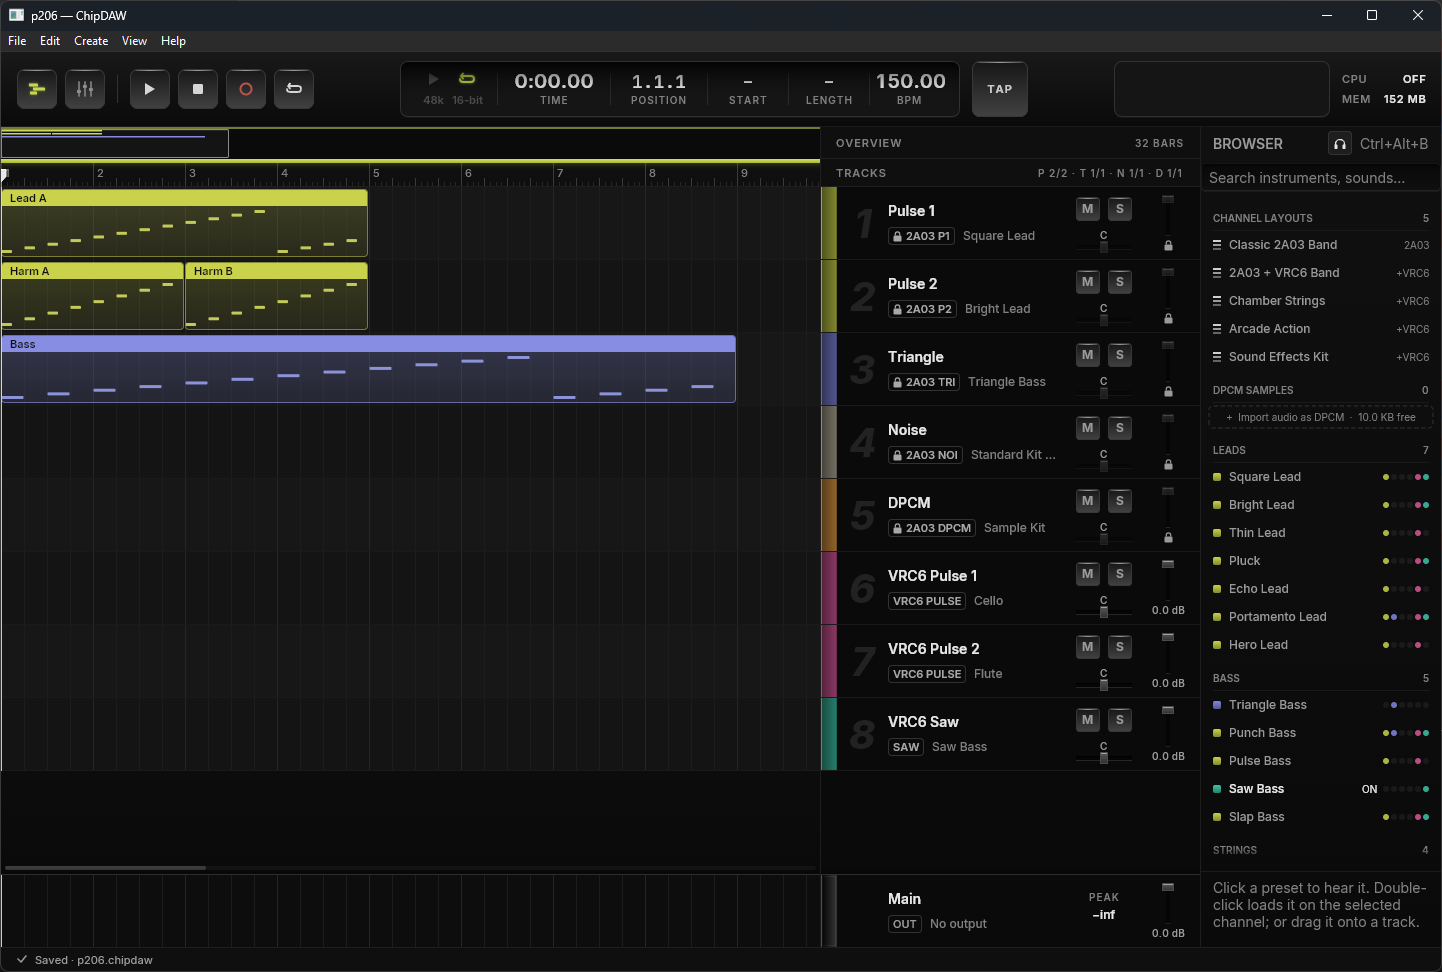 p206 — ChipDAW
File Edit Create View Help
48k 16-bit
0:00.00
TIME
1.1.1
POSITION
–
START
–
LENGTH
150.00
BPM
TAP
CPU OFF
MEM 152 MB
OVERVIEW 32 BARS
TRACKS P 2/2 · T 1/1 · N 1/1 · D 1/1
2 3 4 5 6 7 8 9
Lead A
Harm A
Harm B
Bass
1
Pulse 1
M S
2A03 P1 Square Lead
C
2
Pulse 2
M S
2A03 P2 Bright Lead
C
3
Triangle
M S
2A03 TRI Triangle Bass
C
4
Noise
M S
2A03 NOI Standard Kit ...
C
5
DPCM
M S
2A03 DPCM Sample Kit
C
6
VRC6 Pulse 1
M S
VRC6 PULSE Cello
C
0.0 dB
7
VRC6 Pulse 2
M S
VRC6 PULSE Flute
C
0.0 dB
8
VRC6 Saw
M S
SAW Saw Bass
C
0.0 dB
Main
OUT No output
PEAK
–inf
0.0 dB
BROWSER Ctrl+Alt+B
Search instruments, sounds...
CHANNEL LAYOUTS 5
Classic 2A03 Band 2A03
2A03 + VRC6 Band +VRC6
Chamber Strings +VRC6
Arcade Action +VRC6
Sound Effects Kit +VRC6
DPCM SAMPLES 0
+ Import audio as DPCM · 10.0 KB free
LEADS 7
Square Lead
Bright Lead
Thin Lead
Pluck
Echo Lead
Portamento Lead
Hero Lead
BASS 5
Triangle Bass
Punch Bass
Pulse Bass
Saw Bass ON
Slap Bass
STRINGS 4
Click a preset to hear it. Double-
click loads it on the selected
channel; or drag it onto a track.
Saved · p206.chipdaw